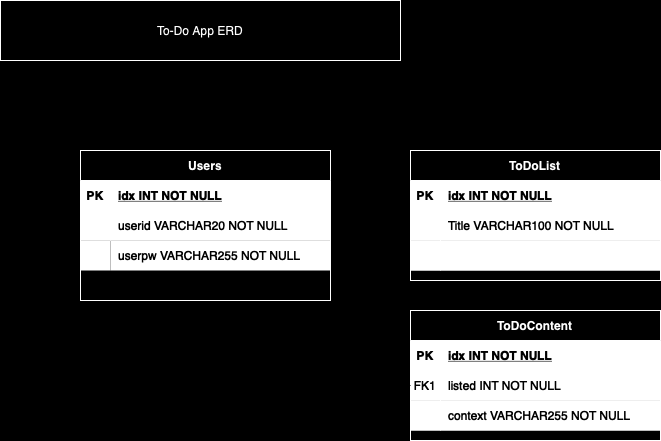 To-Do App ERD
Users
PK idx INT NOT NULL
userid VARCHAR20 NOT NULL
userpw VARCHAR255 NOT NULL
ToDoList
PK idx INT NOT NULL
Title VARCHAR100 NOT NULL
ToDoContent
PK idx INT NOT NULL
FK1 listed INT NOT NULL
context VARCHAR255 NOT NULL